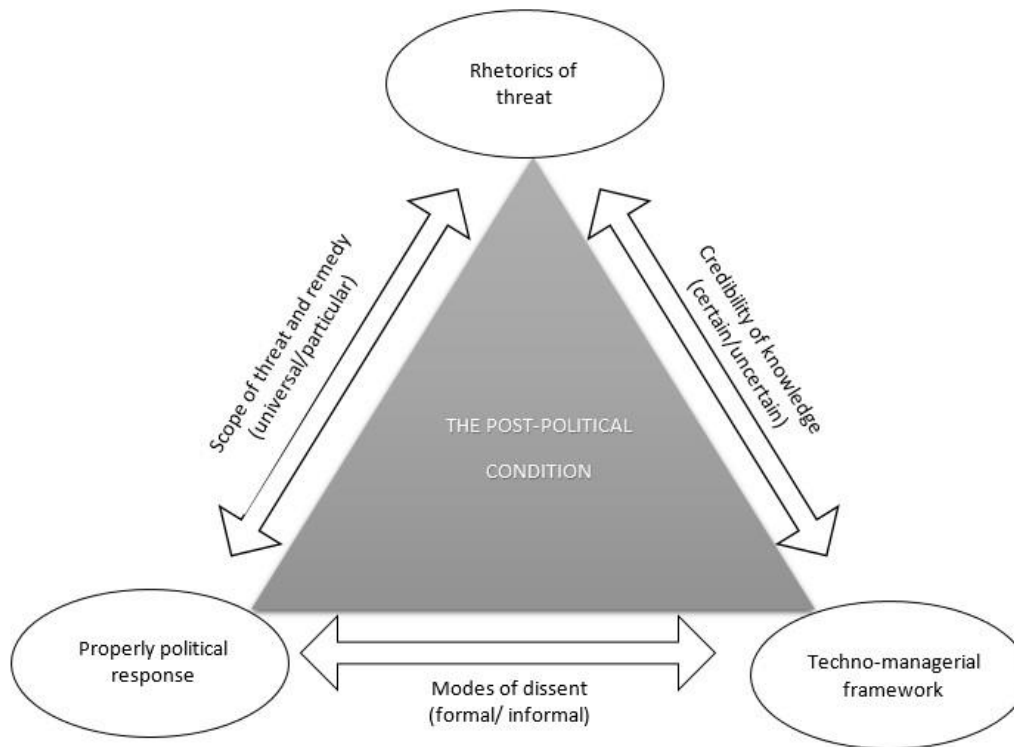 Rhetorics of
threat
Scope of threat and remedy
(universal/particular)
Credibility of knowledge
(certain/uncertain)
THE POST-POLITICAL
CONDITION
Properly political
response
Modes of dissent
(formal/ informal)
Techno-managerial
framework